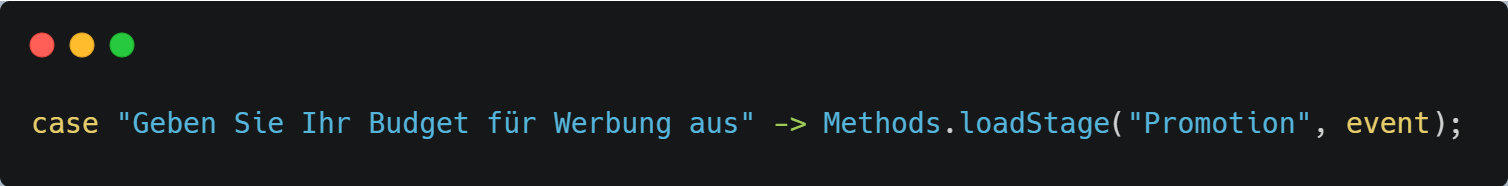 case "Geben Sie Ihr Budget für Werbung aus" -> Methods.loadStage("Promotion", event);